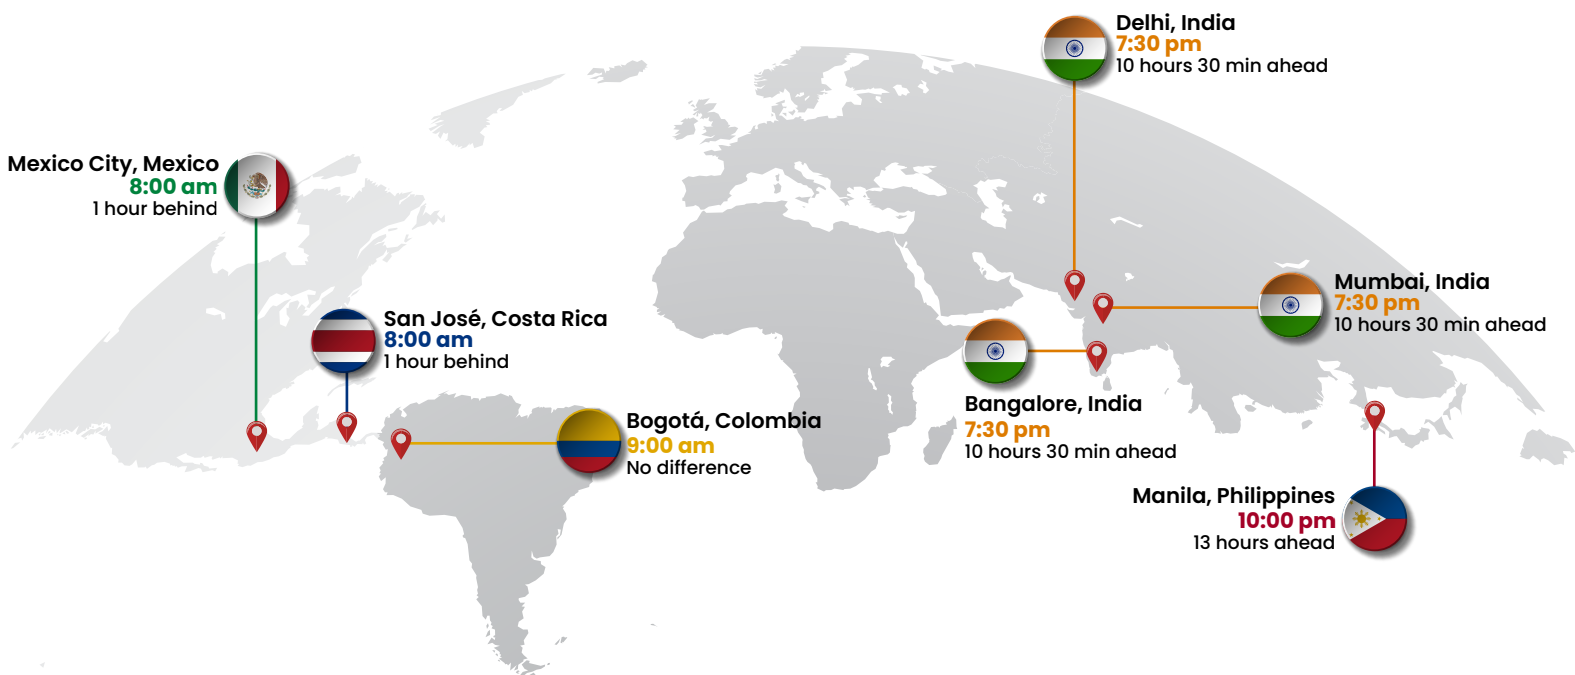 Delhi, India
7:30 pm
10 hours 30 min ahead
Mexico City, Mexico
8:00 am
1 hour behind
Mumbai, India
7:30 pm
10 hours 30 min ahead
San José, Costa Rica
8:00 am
1 hour behind
Bangalore, India
7:30 pm
10 hours 30 min ahead
Bogotá, Colombia
9:00 am
No difference
Manila, Philippines
10:00 pm
13 hours ahead